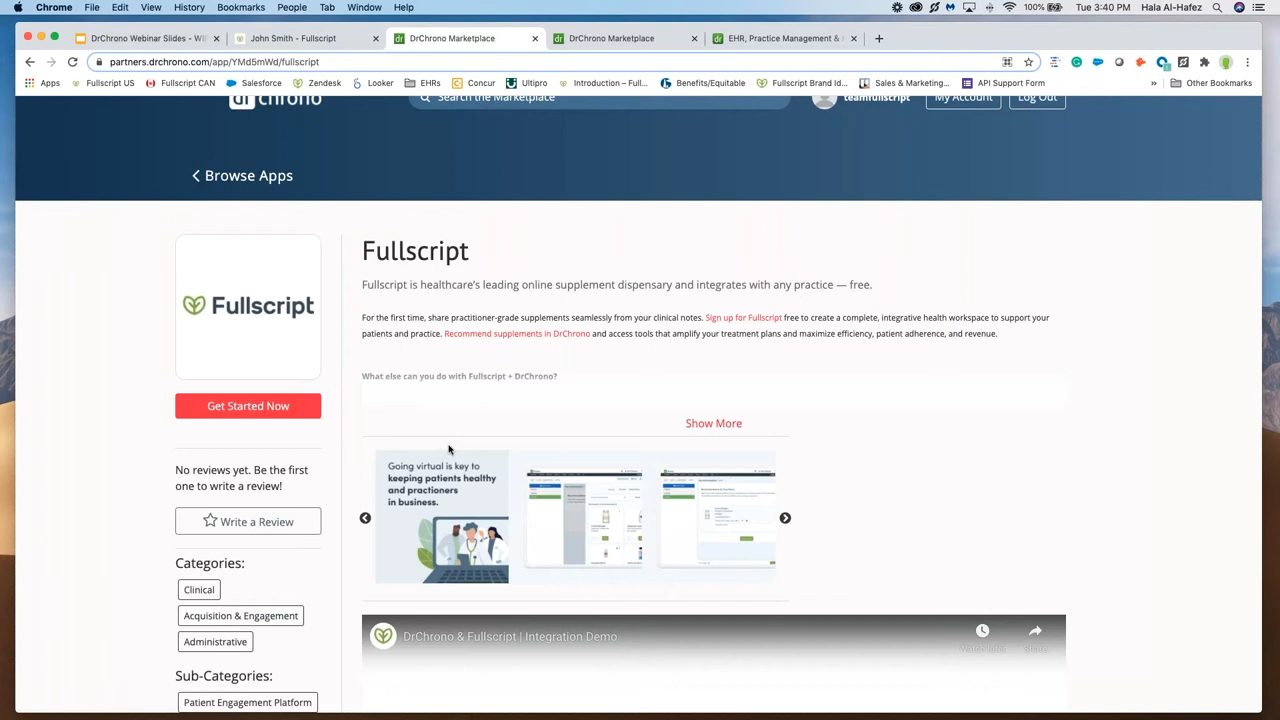 Chrome File Edit View History Bookmarks People Tab Window Help 100% Tue 3:40 PM Hala Al-Hafez
DrChrono Webinar Slides - Wi
John Smith - Fullscript
DrChrono Marketplace
DrChrono Marketplace
EHR, Practice Management &
partners.drchrono.com/app/YMd5mWd/fullscript
Apps Fullscript US Fullscript CAN Salesforce Zendesk Looker EHRs Concur Ultipro Introduction – Full... Benefits/Equitable Fullscript Brand Id... Sales & Marketing... API Support Form » Other Bookmarks
drchrono Search the Marketplace teamfullscript My Account Log Out
Browse Apps
Fullscript
Get Started Now
No reviews yet. Be the first
one to write a review!
Write a Review
Categories:
Clinical
Acquisition & Engagement
Administrative
Sub-Categories:
Patient Engagement Platform
Fullscript
Fullscript is healthcare's leading online supplement dispensary and integrates with any practice — free.
For the first time, share practitioner-grade supplements seamlessly from your clinical notes. Sign up for Fullscript free to create a complete, integrative health workspace to support your
patients and practice. Recommend supplements in DrChrono and access tools that amplify your treatment plans and maximize efficiency, patient adherence, and revenue.
What else can you do with Fullscript + DrChrono?
Show More
Going virtual is key to
keeping patients healthy
and practioners
in business.
DrChrono & Fullscript | Integration Demo